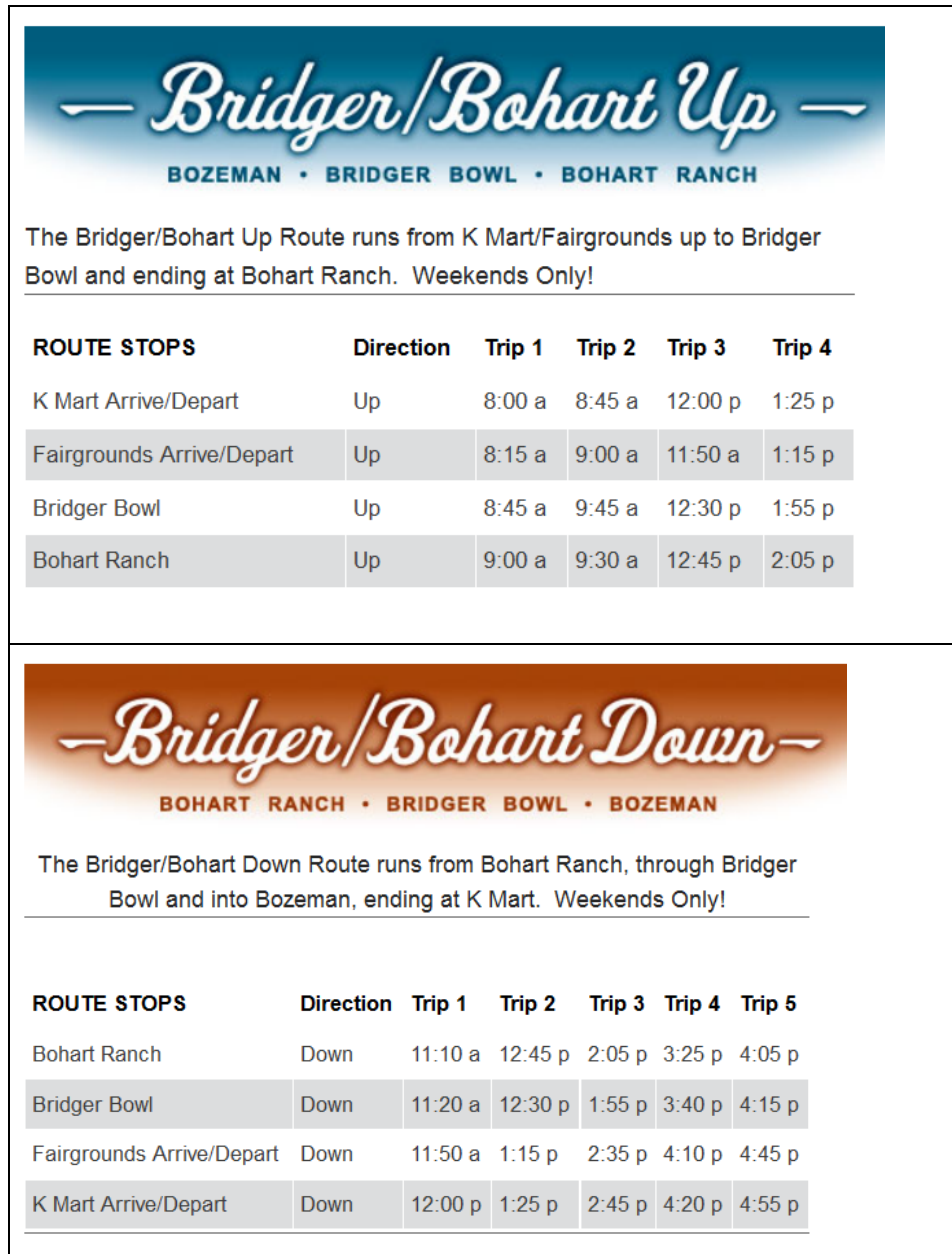 Bridger/Bohart Up
BOZEMAN • BRIDGER BOWL • BOHART RANCH
The Bridger/Bohart Up Route runs from K Mart/Fairgrounds up to Bridger
Bowl and ending at Bohart Ranch. Weekends Only!
ROUTE STOPS Direction Trip 1 Trip 2 Trip 3 Trip 4
K Mart Arrive/Depart Up 8:00 a 8:45 a 12:00 p 1:25 p
Fairgrounds Arrive/Depart Up 8:15 a 9:00 a 11:50 a 1:15 p
Bridger Bowl Up 8:45 a 9:45 a 12:30 p 1:55 p
Bohart Ranch Up 9:00 a 9:30 a 12:45 p 2:05 p
Bridger/Bohart Down
BOHART RANCH • BRIDGER BOWL • BOZEMAN
The Bridger/Bohart Down Route runs from Bohart Ranch, through Bridger
Bowl and into Bozeman, ending at K Mart. Weekends Only!
ROUTE STOPS Direction Trip 1 Trip 2 Trip 3 Trip 4 Trip 5
Bohart Ranch Down 11:10 a 12:45 p 2:05 p 3:25 p 4:05 p
Bridger Bowl Down 11:20 a 12:30 p 1:55 p 3:40 p 4:15 p
Fairgrounds Arrive/Depart Down 11:50 a 1:15 p 2:35 p 4:10 p 4:45 p
K Mart Arrive/Depart Down 12:00 p 1:25 p 2:45 p 4:20 p 4:55 p